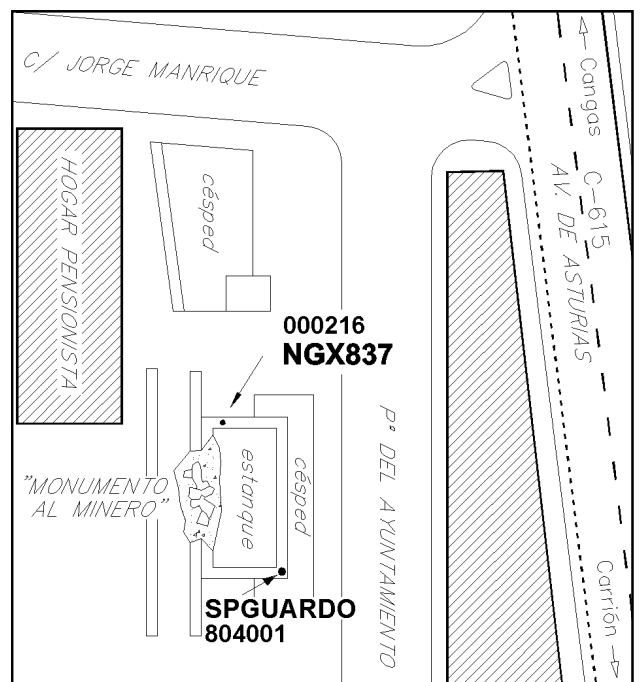 C/ JORGE MANRIQUE
Cangas
C-615
AV. DE ASTURIAS
HOGAR PENSIONISTA
césped
000216
NGX837
"MONUMENTO
AL MINERO"
estanque
césped
Pº DEL AYUNTAMIENTO
SPGUARDO
804001
Carrión